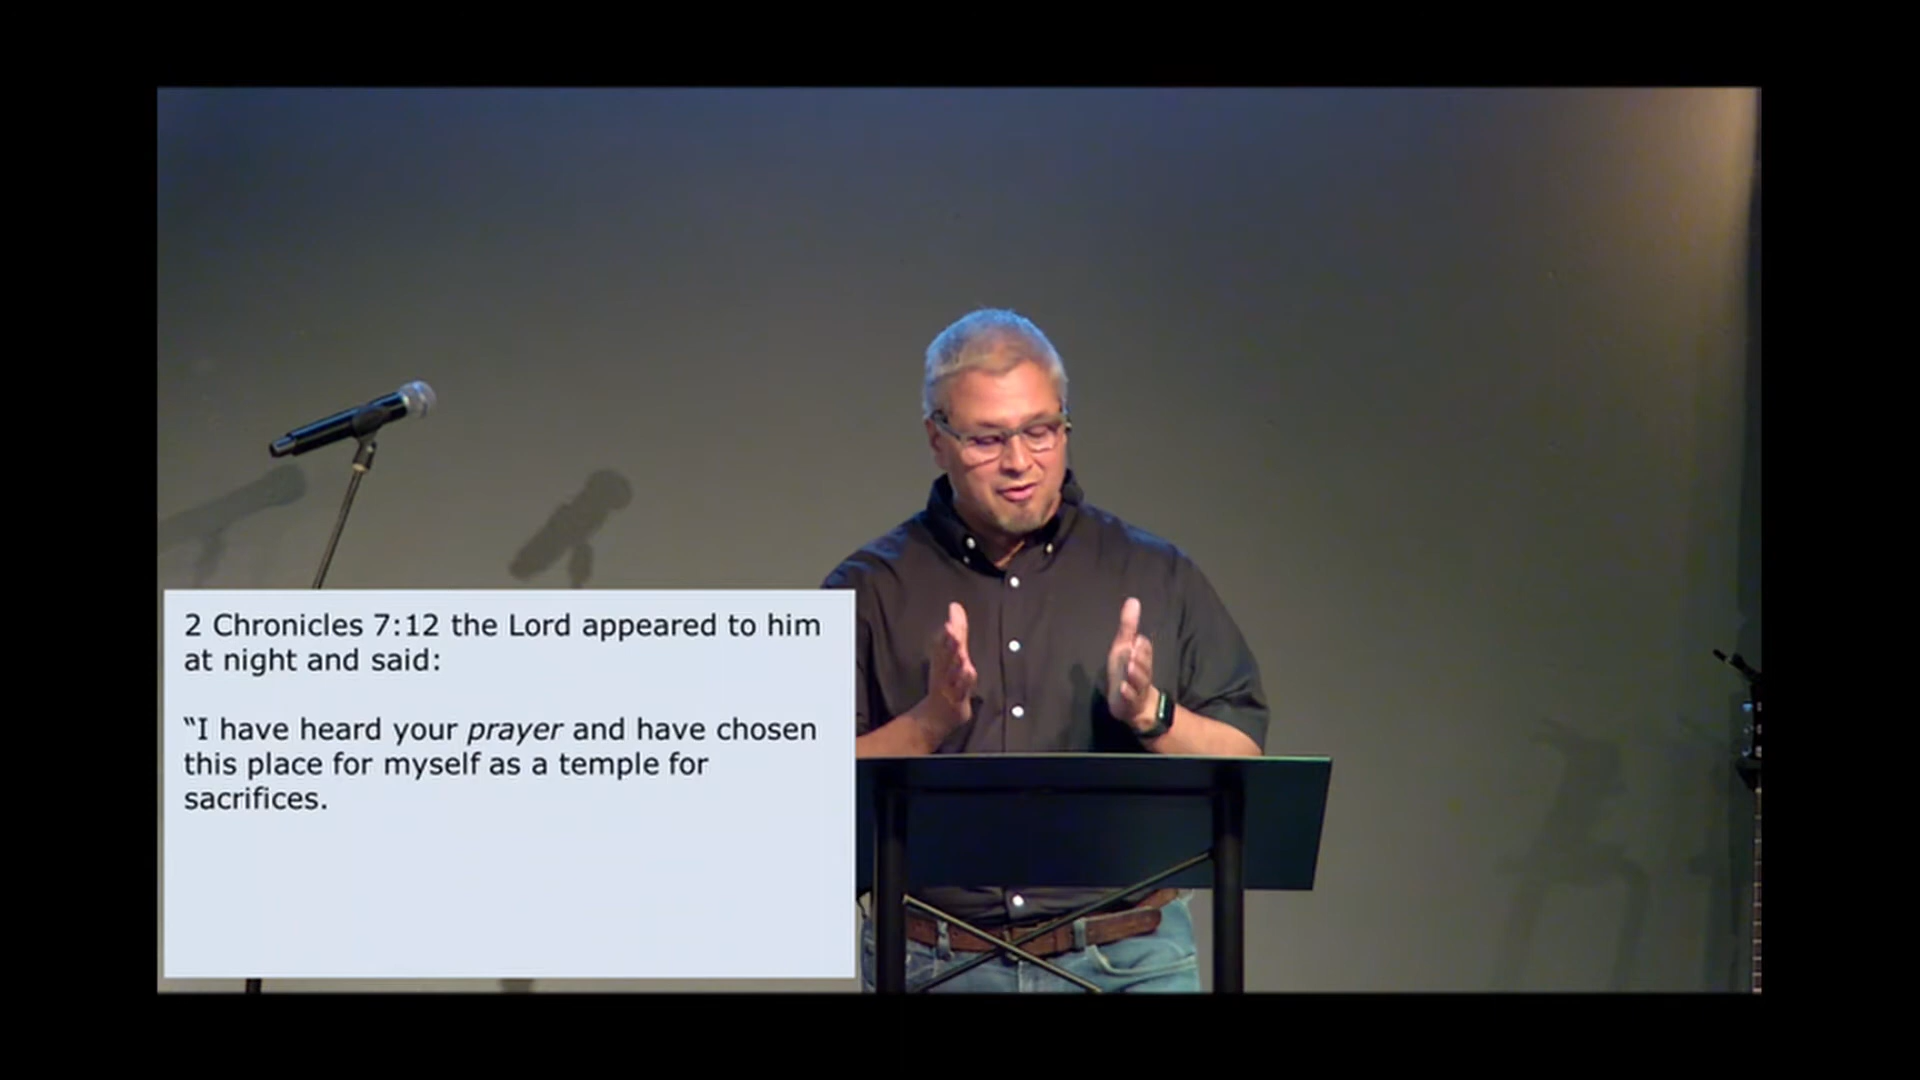 2 Chronicles 7:12 the Lord appeared to him
at night and said:
“I have heard your prayer and have chosen
this place for myself as a temple for
sacrifices.